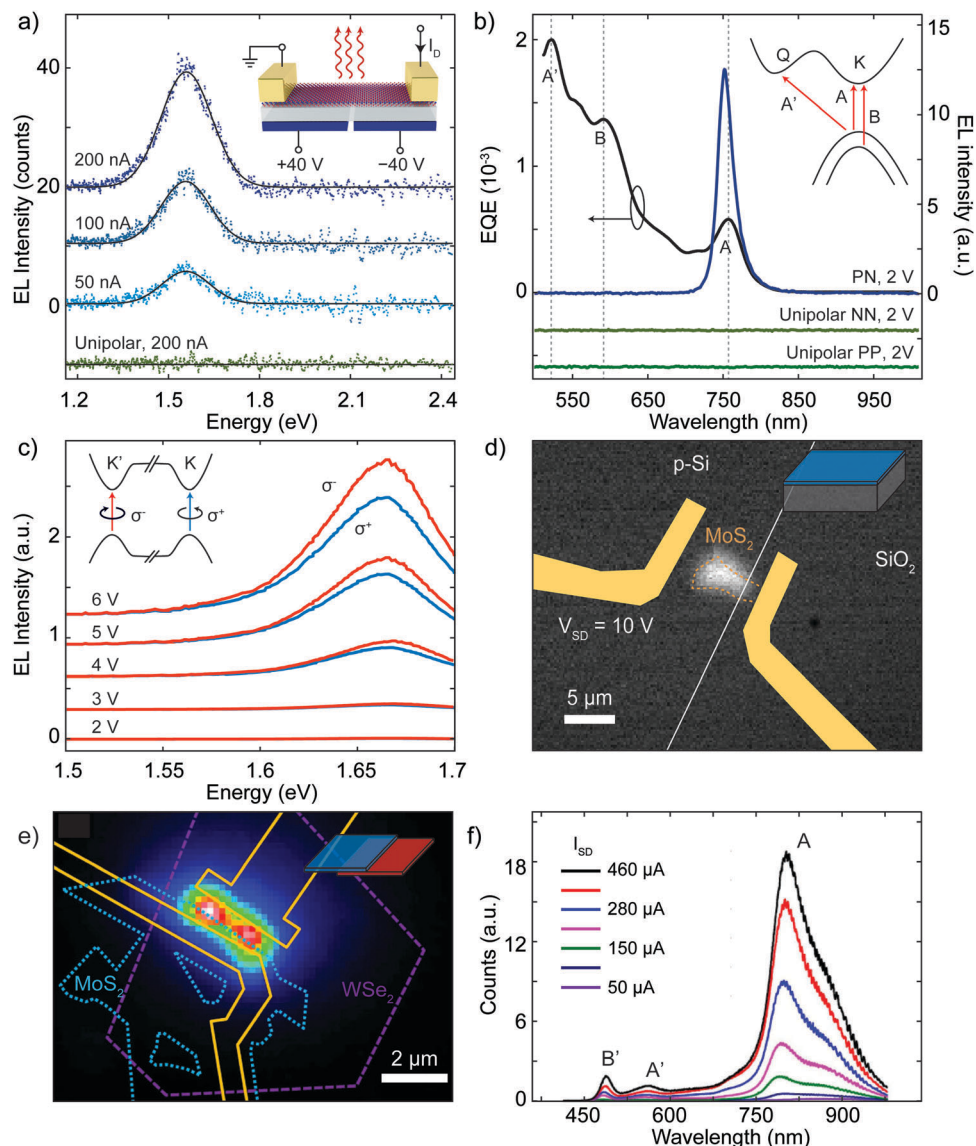 a)
EL Intensity (counts)
40
20
0
200 nA
100 nA
50 nA
Unipolar, 200 nA
I_D
+40 V
−40 V
1.2
1.5
1.8
2.1
2.4
Energy (eV)
b)
EQE (10^-3)
2
1
0
A'
B
A
Q
K
A'
A
B
15
10
5
0
EL intensity (a.u.)
PN, 2 V
Unipolar NN, 2 V
Unipolar PP, 2V
550
650
750
850
950
Wavelength (nm)
c)
EL Intensity (a.u.)
2
1
0
K'
K
σ-
σ+
σ-
σ+
6 V
5 V
4 V
3 V
2 V
1.5
1.55
1.6
1.65
1.7
Energy (eV)
d)
p-Si
MoS2
SiO2
V_SD = 10 V
5 µm
e)
MoS2
WSe2
2 µm
f)
Counts (a.u.)
18
12
6
0
I_SD
460 µA
280 µA
150 µA
50 µA
A
B'
A'
450
600
750
900
Wavelength (nm)